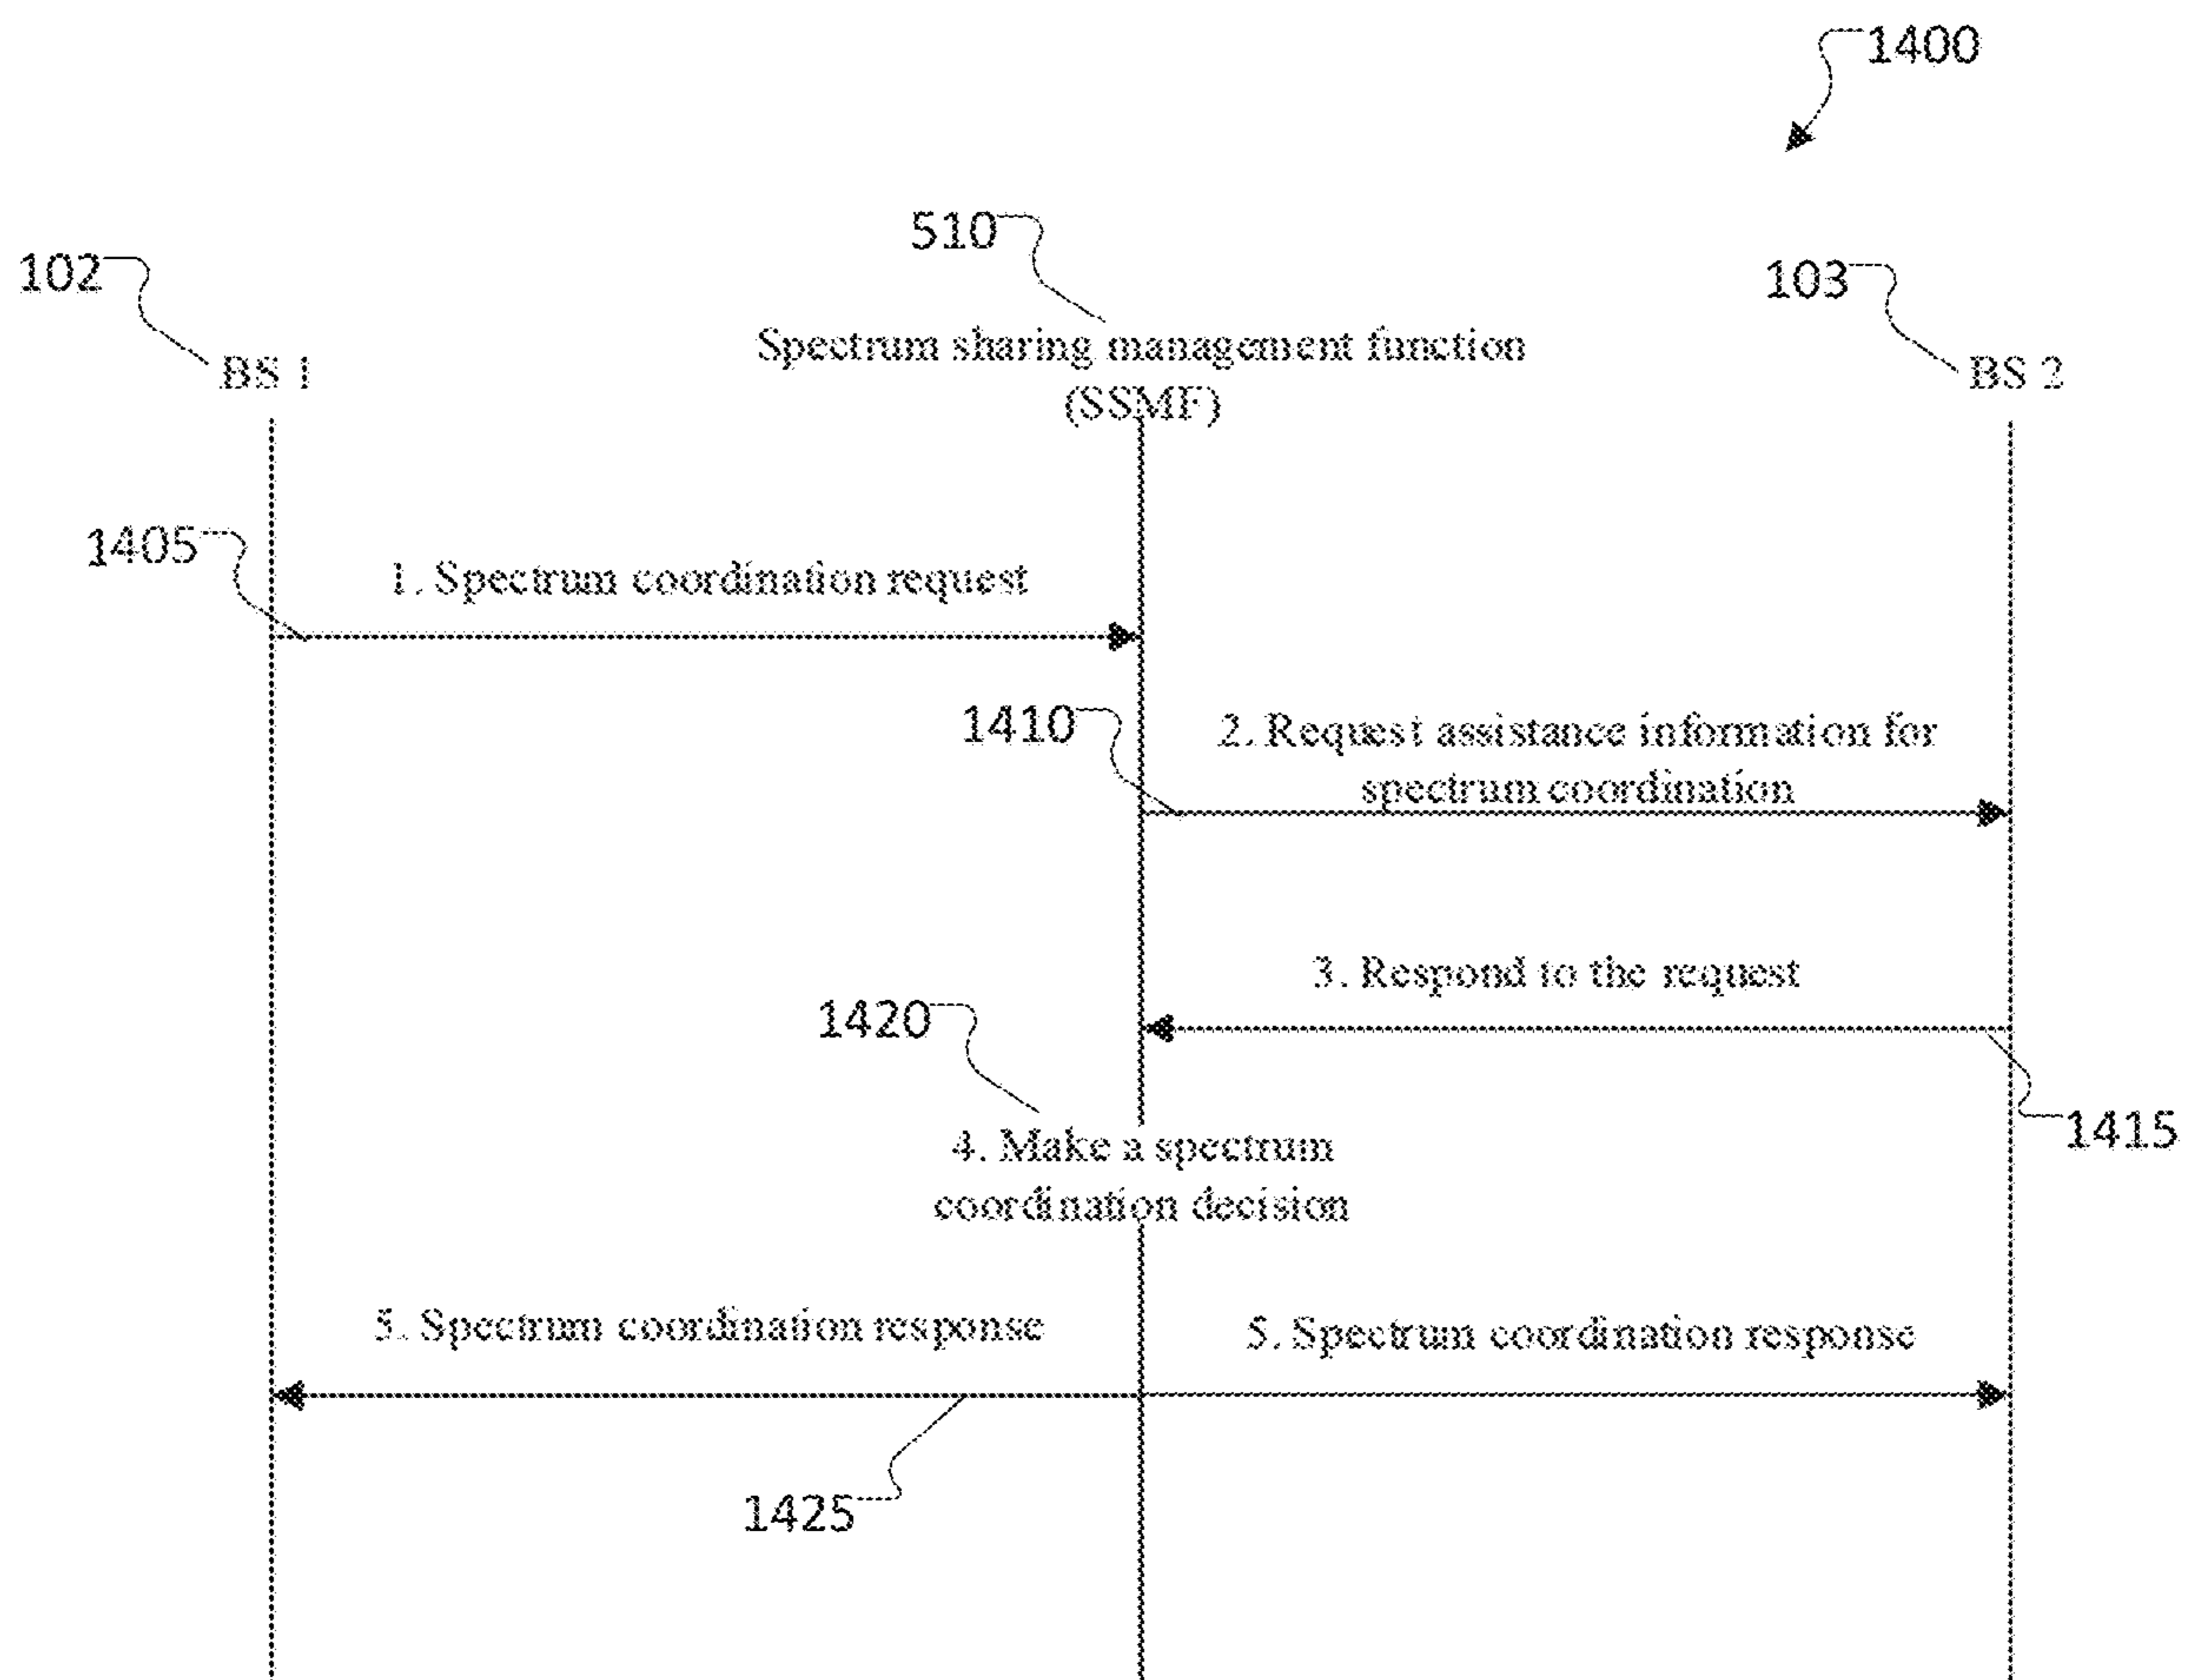 1400
510
102
103
Spectrum sharing management function
(SSMF)
BS 1
BS 2
1405
1. Spectrum coordination request
1410
2. Request assistance information for
spectrum coordination
3. Respond to the request
1420
1415
4. Make a spectrum
coordination decision
5. Spectrum coordination response
5. Spectrum coordination response
1425